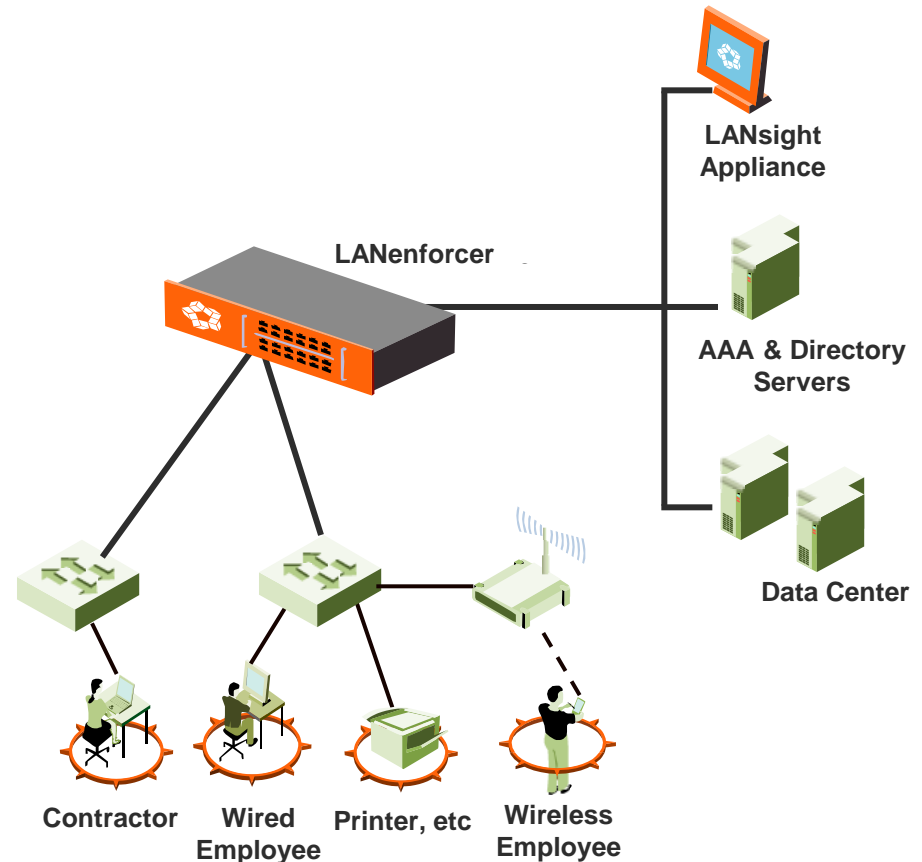 LANsight
Appliance
LANenforcer
AAA & Directory
Servers
Data Center
Contractor
Wired
Employee
Printer, etc
Wireless
Employee